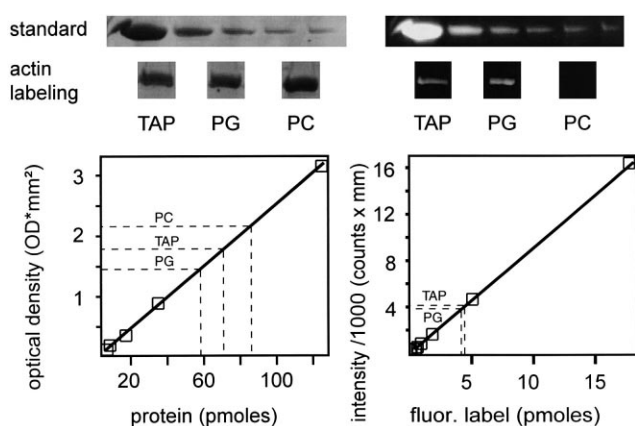 standard
actin
labeling
TAP PG PC
TAP PG PC
optical density (OD*mm²)
3
2
1
PC
TAP
PG
20 60 100
protein (pmoles)
intensity /1000 (counts x mm)
16
12
8
4
TAP
PG
5 10 15
fluor. label (pmoles)